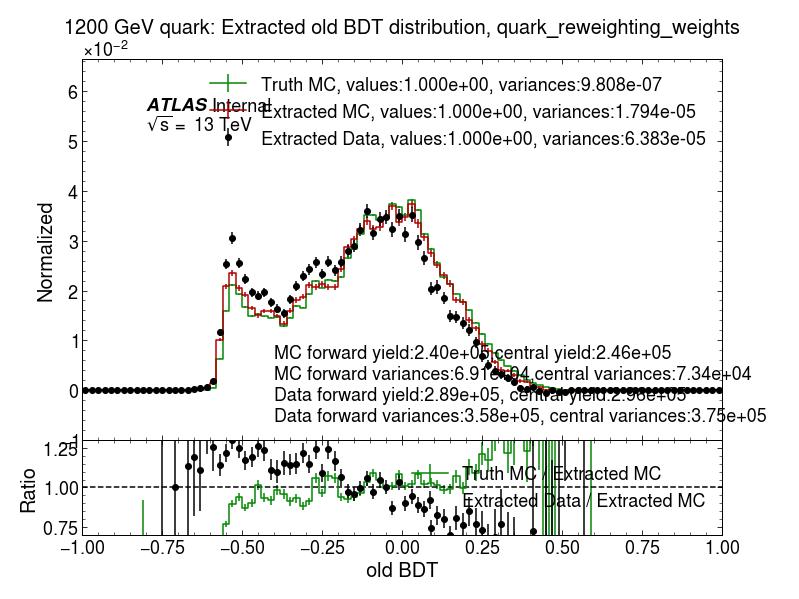 1200 GeV quark: Extracted old BDT distribution, quark_reweighting_weights
×10⁻²
Truth MC, values:1.000e+00, variances:9.808e-07
ATLAS Internal
Extracted MC, values:1.000e+00, variances:1.794e-05
√s = 13 TeV
Extracted Data, values:1.000e+00, variances:6.383e-05
6
5
4
3
2
1
0
−1
Normalized
MC forward yield:2.40e+05, central yield:2.46e+05
MC forward variances:6.91e+04, central variances:7.34e+04
Data forward yield:2.89e+05, central yield:2.96e+05
Data forward variances:3.58e+05, central variances:3.75e+05
1.25
1.00
0.75
Ratio
Truth MC / Extracted MC
Extracted Data / Extracted MC
−1.00 −0.75 −0.50 −0.25 0.00 0.25 0.50 0.75 1.00
old BDT